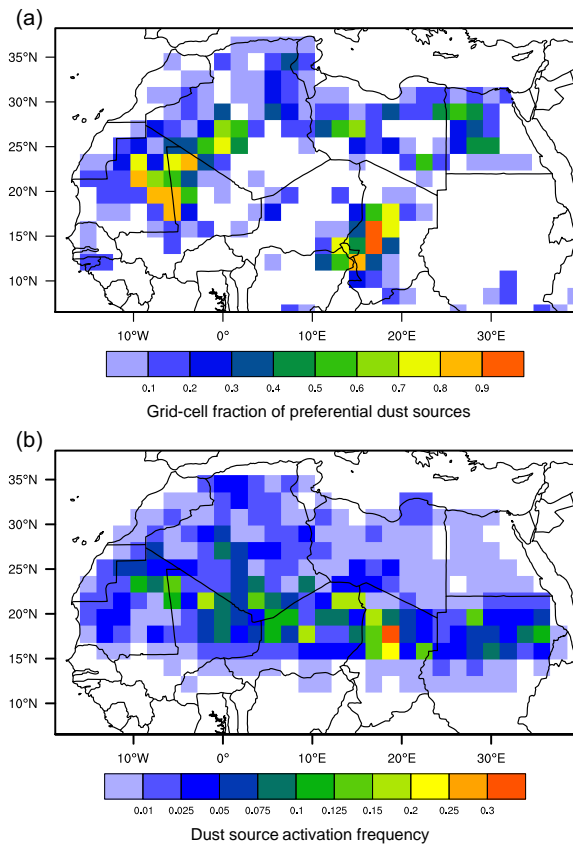 (a)
35°N
30°N
25°N
20°N
15°N
10°N
10°W 0° 10°E 20°E 30°E
0.1 0.2 0.3 0.4 0.5 0.6 0.7 0.8 0.9
Grid-cell fraction of preferential dust sources
(b)
35°N
30°N
25°N
20°N
15°N
10°N
10°W 0° 10°E 20°E 30°E
0.01 0.025 0.05 0.075 0.1 0.125 0.15 0.2 0.25 0.3
Dust source activation frequency